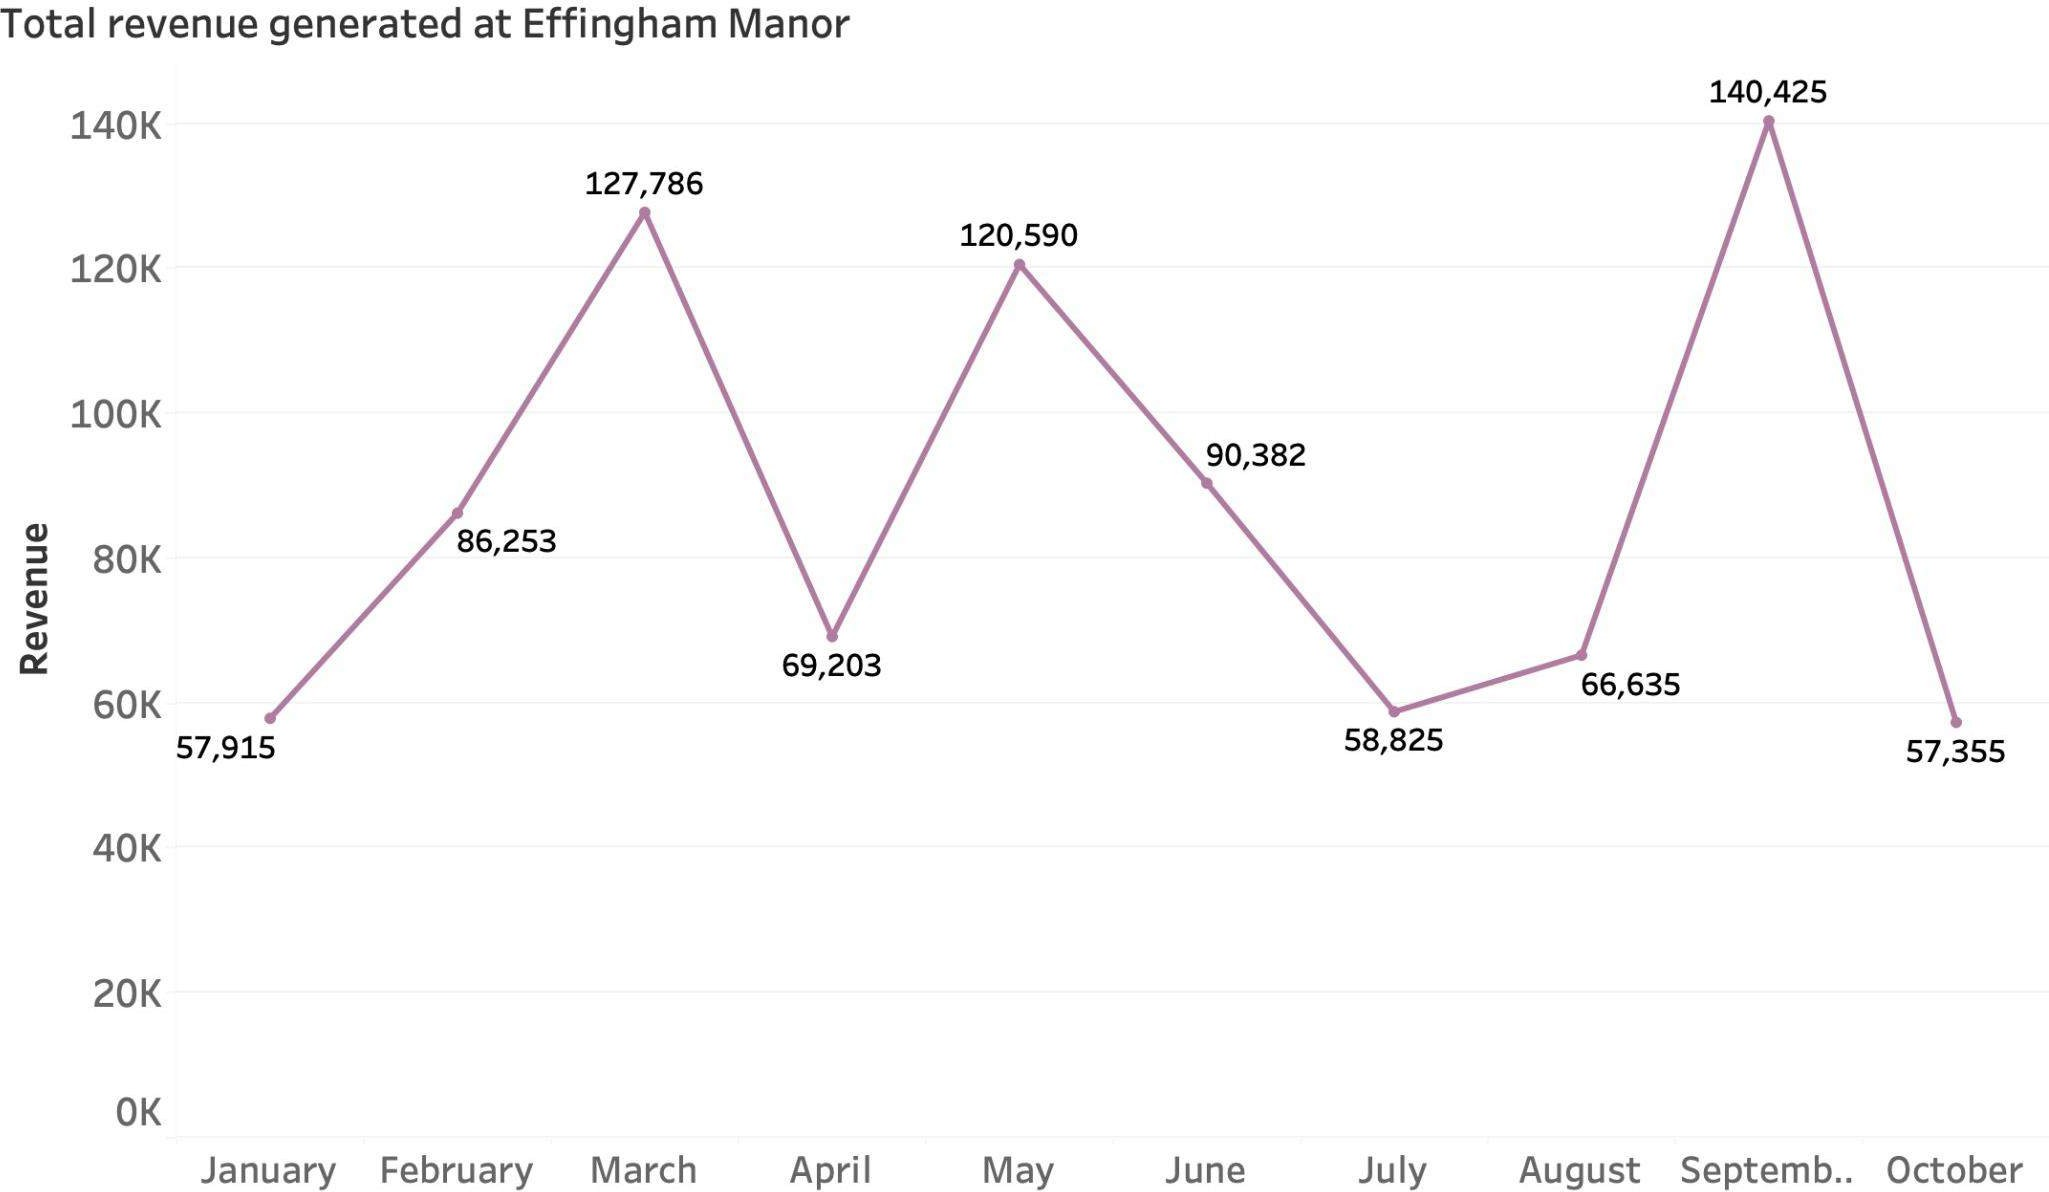 Total revenue generated at Effingham Manor
140,425
140K
127,786
120,590
120K
100K
90,382
86,253
80K
Revenue
69,203
66,635
60K
58,825
57,915
57,355
40K
20K
0K
January February March April May June July August Septemb.. October